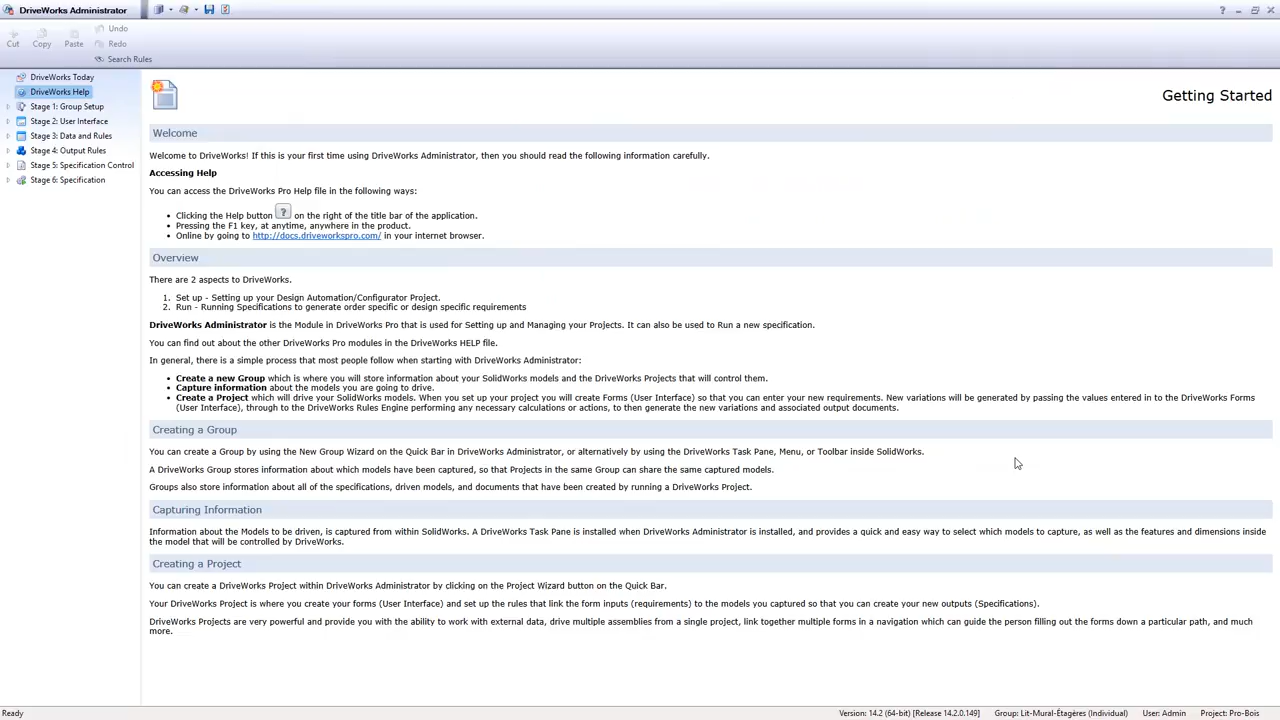 DriveWorks Administrator
Cut
Copy
Paste
Undo
Redo
Search Rules
DriveWorks Today
DriveWorks Help
Stage 1: Group Setup
Stage 2: User Interface
Stage 3: Data and Rules
Stage 4: Output Rules
Stage 5: Specification Control
Stage 6: Specification
Getting Started
Welcome
Welcome to DriveWorks! If this is your first time using DriveWorks Administrator, then you should read the following information carefully.
Accessing Help
You can access the DriveWorks Pro Help file in the following ways:
• Clicking the Help button ? on the right of the title bar of the application.
• Pressing the F1 key, at anytime, anywhere in the product.
• Online by going to http://docs.driveworkspro.com/ in your internet browser.
Overview
There are 2 aspects to DriveWorks.
1. Set up - Setting up your Design Automation/Configurator Project.
2. Run - Running Specifications to generate order specific or design specific requirements
DriveWorks Administrator is the Module in DriveWorks Pro that is used for Setting up and Managing your Projects. It can also be used to Run a new specification.
You can find out about the other DriveWorks Pro modules in the DriveWorks HELP file.
In general, there is a simple process that most people follow when starting with DriveWorks Administrator:
• Create a new Group which is where you will store information about your SolidWorks models and the DriveWorks Projects that will control them.
• Capture information about the models you are going to drive.
• Create a Project which will drive your SolidWorks models. When you set up your project you will create Forms (User Interface) so that you can enter your new requirements. New variations will be generated by passing the values entered in to the DriveWorks Forms
(User Interface), through to the DriveWorks Rules Engine performing any necessary calculations or actions, to then generate the new variations and associated output documents.
Creating a Group
You can create a Group by using the New Group Wizard on the Quick Bar in DriveWorks Administrator, or alternatively by using the DriveWorks Task Pane, Menu, or Toolbar inside SolidWorks.
A DriveWorks Group stores information about which models have been captured, so that Projects in the same Group can share the same captured models.
Groups also store information about all of the specifications, driven models, and documents that have been created by running a DriveWorks Project.
Capturing Information
Information about the Models to be driven, is captured from within SolidWorks. A DriveWorks Task Pane is installed when DriveWorks Administrator is installed, and provides a quick and easy way to select which models to capture, as well as the features and dimensions inside
the model that will be controlled by DriveWorks.
Creating a Project
You can create a DriveWorks Project within DriveWorks Administrator by clicking on the Project Wizard button on the Quick Bar.
Your DriveWorks Project is where you create your forms (User Interface) and set up the rules that link the form inputs (requirements) to the models you captured so that you can create your new outputs (Specifications).
DriveWorks Projects are very powerful and provide you with the ability to work with external data, drive multiple assemblies from a single project, link together multiple forms in a navigation which can guide the person filling out the forms down a particular path, and much
more.
Ready
Version: 14.2 (64-bit) [Release 14.2.0.149]
Group: Lit-Mural-Étagères (Individual)
User: Admin
Project: Pro-Bois